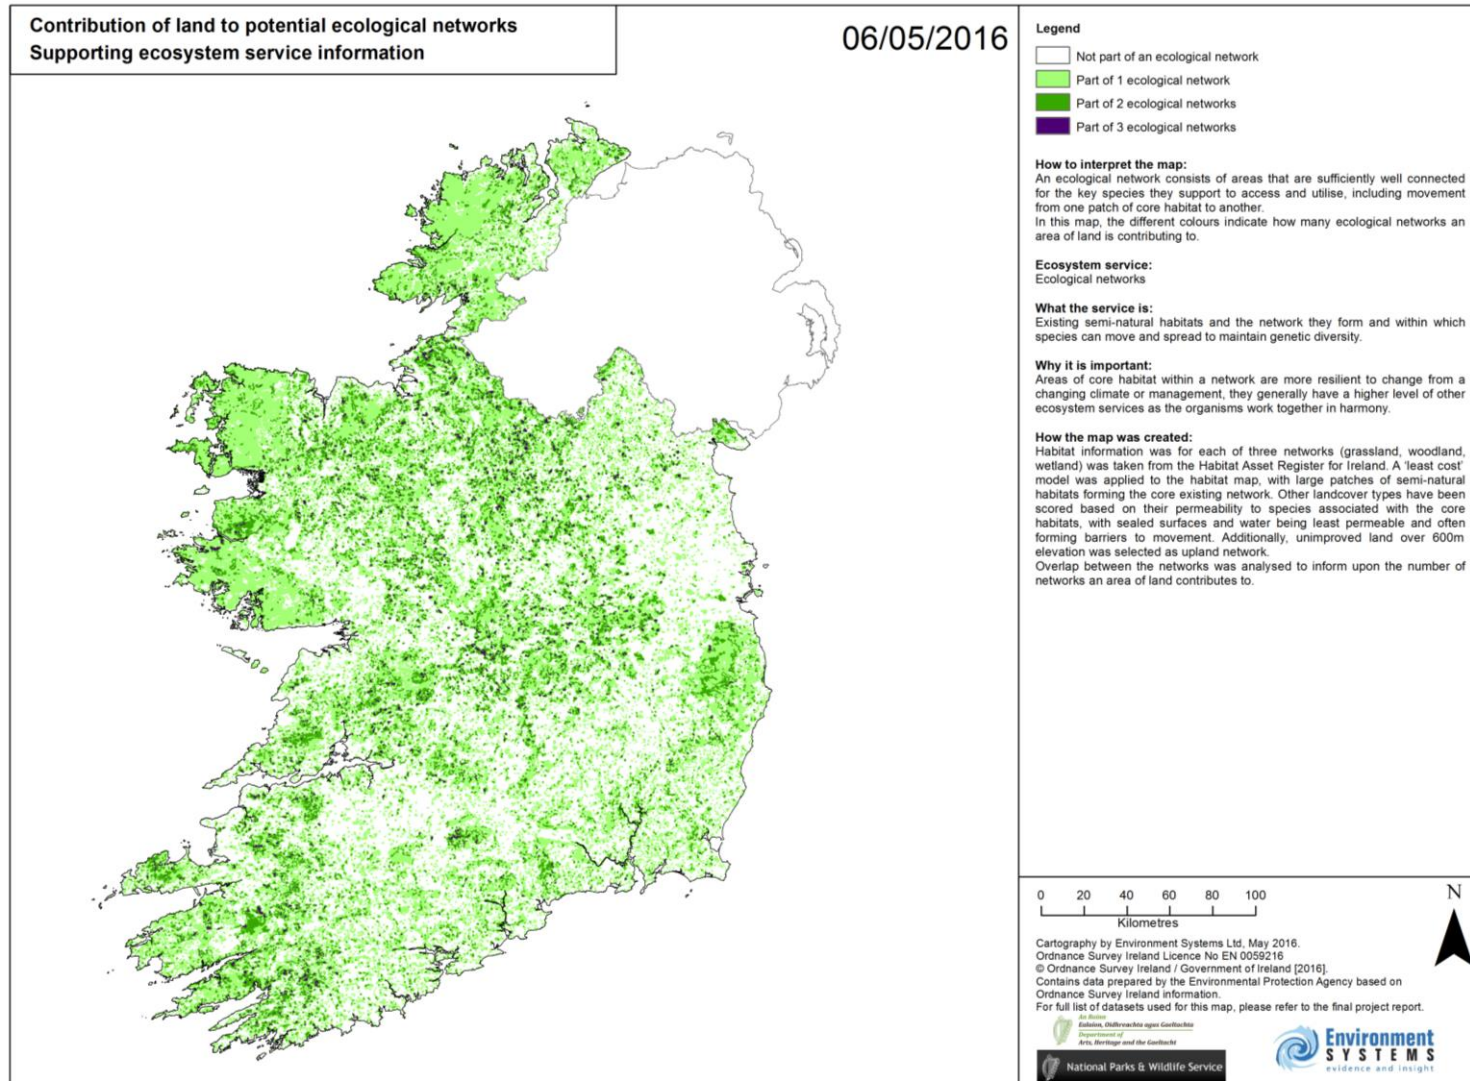 Contribution of land to potential ecological networks
Supporting ecosystem service information
06/05/2016
Legend
Not part of an ecological network
Part of 1 ecological network
Part of 2 ecological networks
Part of 3 ecological networks
How to interpret the map:
An ecological network consists of areas that are sufficiently well connected
for the key species they support to access and utilise, including movement
from one patch of core habitat to another.
In this map, the different colours indicate how many ecological networks an
area of land is contributing to.
Ecosystem service:
Ecological networks
What the service is:
Existing semi-natural habitats and the network they form and within which
species can move and spread to maintain genetic diversity.
Why it is important:
Areas of core habitat within a network are more resilient to change from a
changing climate or management, they generally have a higher level of other
ecosystem services as the organisms work together in harmony.
How the map was created:
Habitat information was for each of three networks (grassland, woodland,
wetland) was taken from the Habitat Asset Register for Ireland. A 'least cost'
model was applied to the habitat map, with large patches of semi-natural
habitats forming the core existing network. Other landcover types have been
scored based on their permeability to species associated with the core
habitats, with sealed surfaces and water being least permeable and often
forming barriers to movement. Additionally, unimproved land over 600m
elevation was selected as upland network.
Overlap between the networks was analysed to inform upon the number of
networks an area of land contributes to.
0 20 40 60 80 100
Kilometres
N
Cartography by Environment Systems Ltd, May 2016.
Ordnance Survey Ireland Licence No EN 0059216
© Ordnance Survey Ireland / Government of Ireland [2016].
Contains data prepared by the Environmental Protection Agency based on
Ordnance Survey Ireland information.
For full list of datasets used for this map, please refer to the final project report.
An Roinn
Ealaíon, Oidhreachta agus Gaeltachta
Department of
Arts, Heritage and the Gaeltacht
National Parks & Wildlife Service
Environment
SYSTEMS
evidence and insight